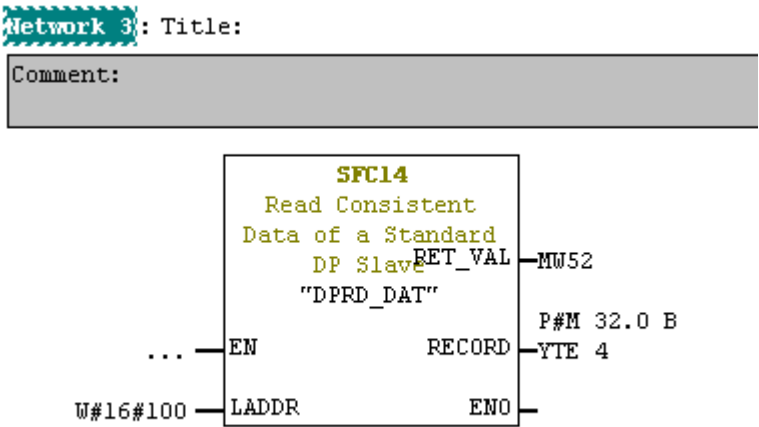 Network 3: Title:
Comment:
SFC14
Read Consistent
Data of a Standard
DP Slave
RET_VAL MW52
"DPRD_DAT"
P#M 32.0 B
... EN RECORD YTE 4
W#16#100 LADDR ENO